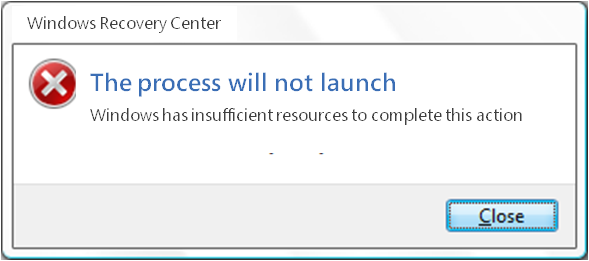 Windows Recovery Center
The process will not launch
Windows has insufficient resources to complete this action
- -
Close